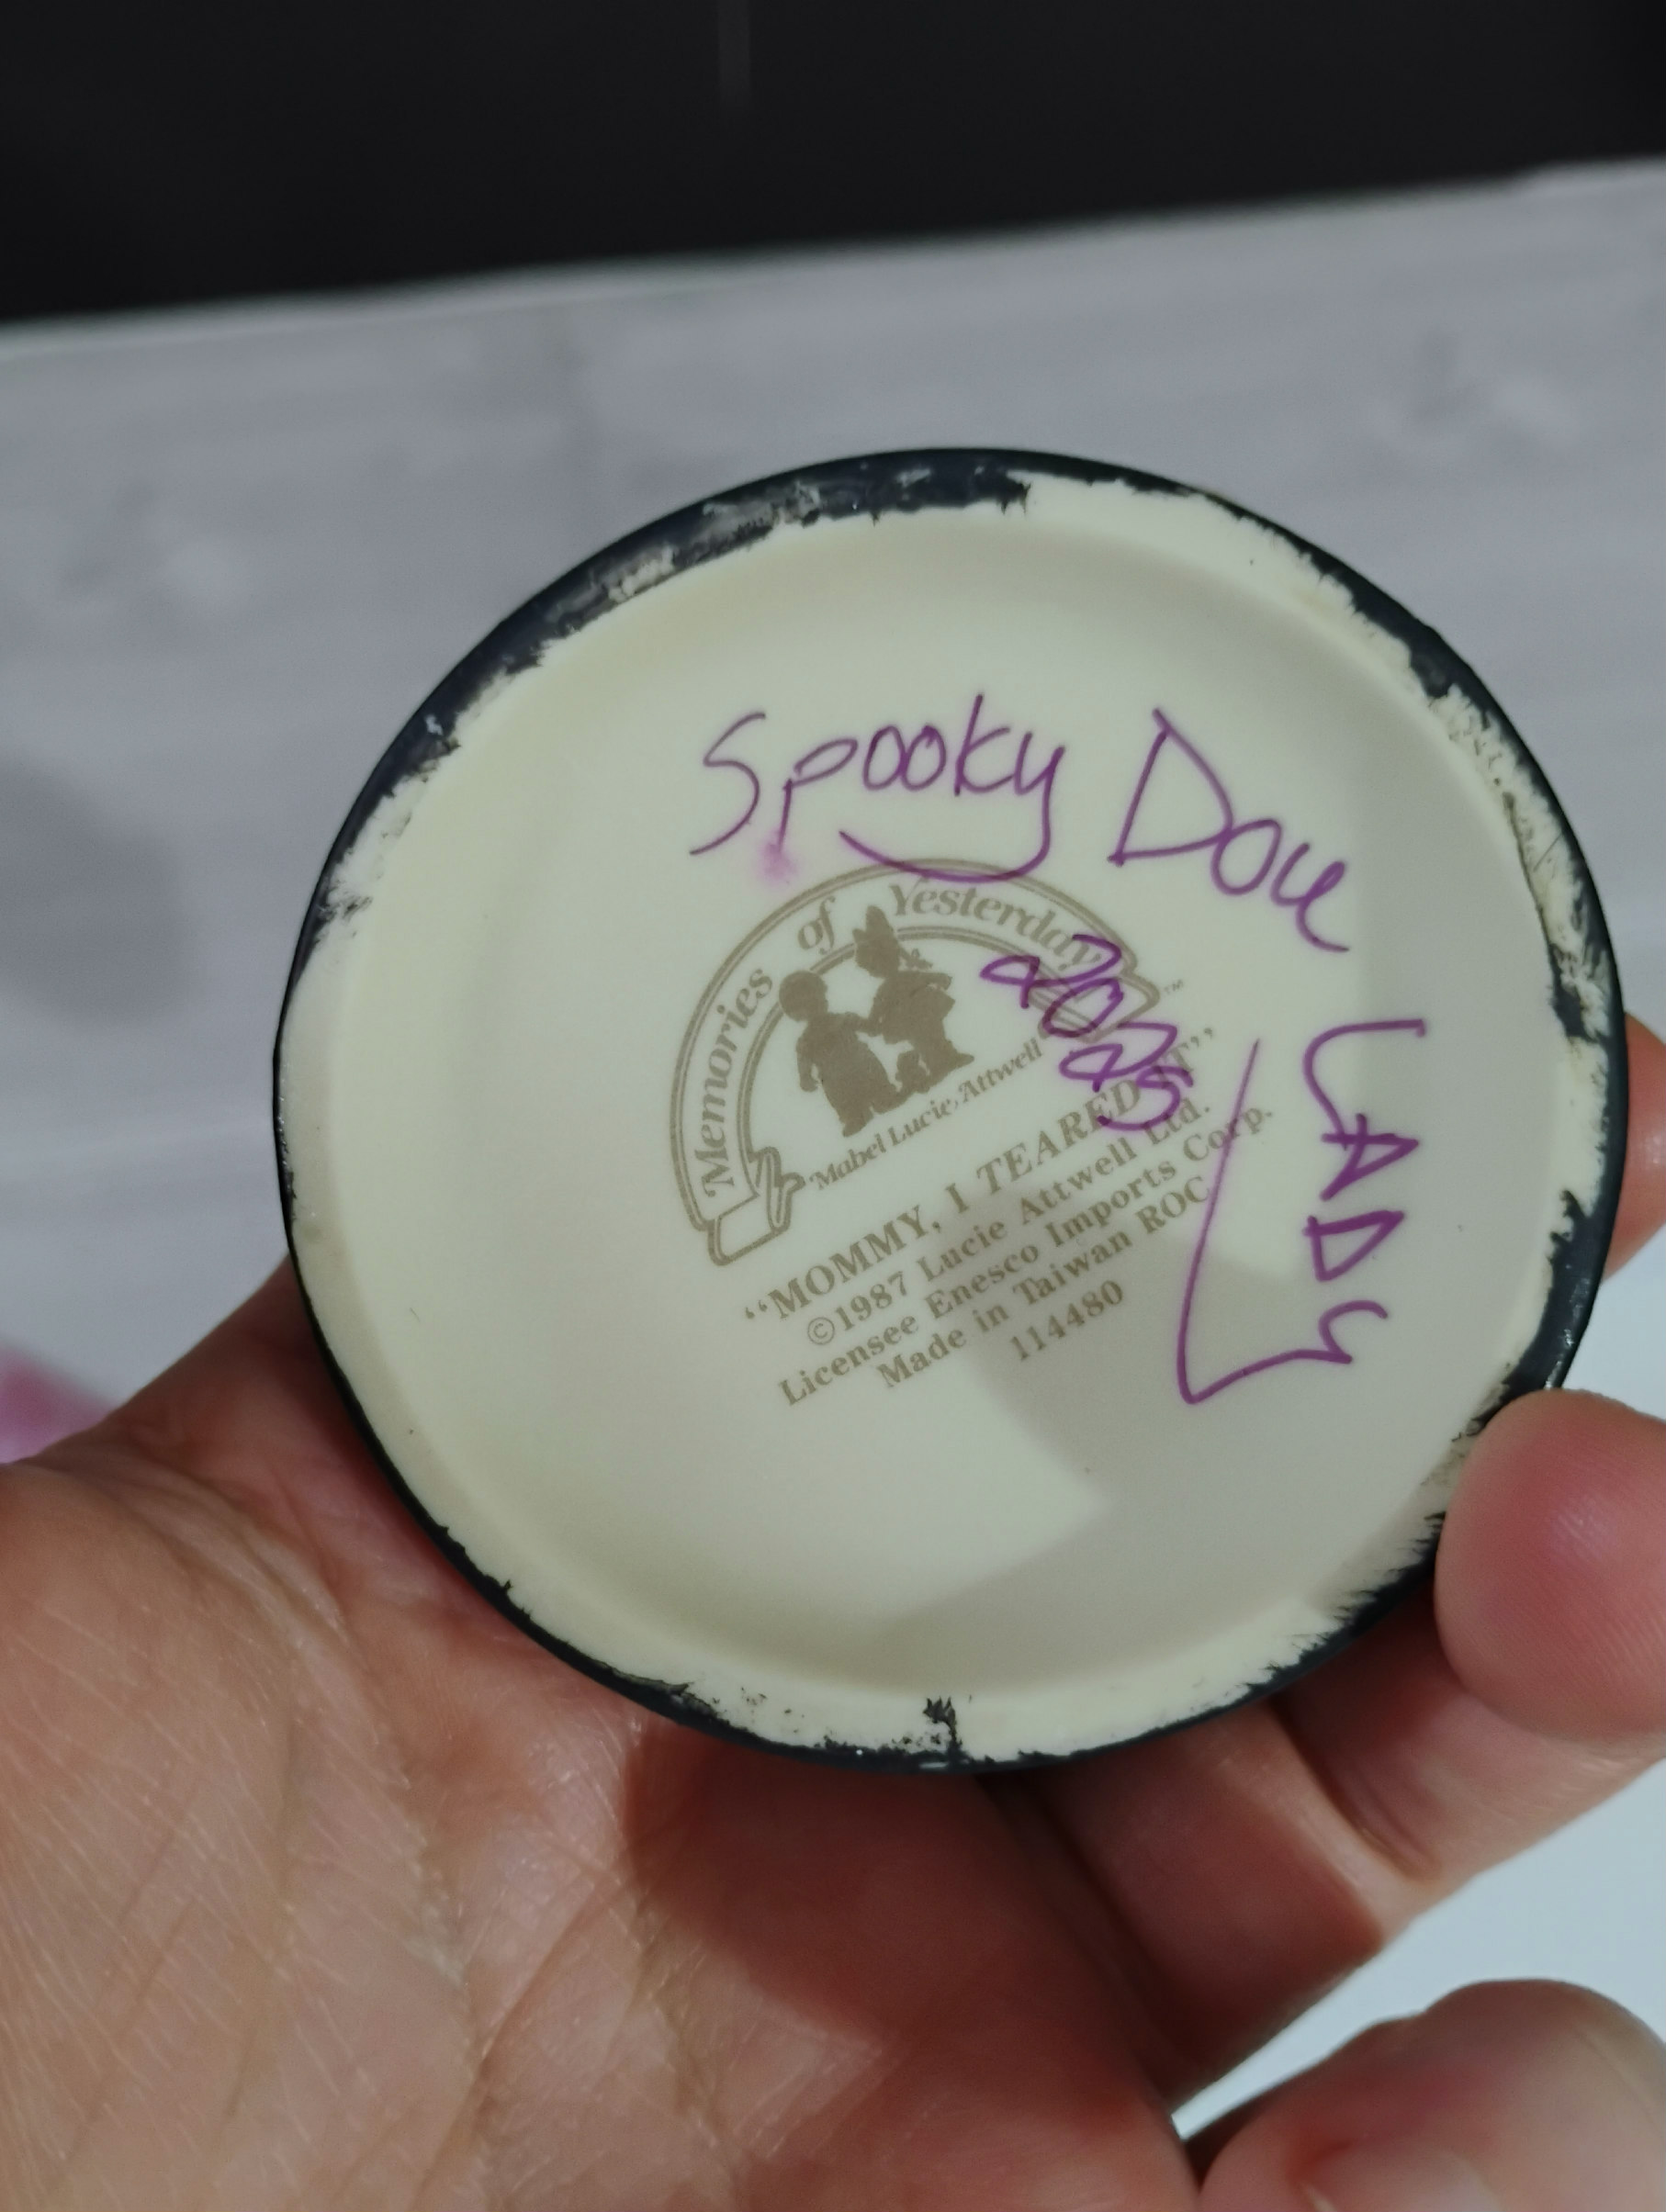 Spooky Doll
LADY
2025
Memories of Yesterday™
Mabel Lucie Attwell
“MOMMY, I TEARED IT”
©1987 Lucie Attwell Ltd.
Licensee Enesco Imports Corp.
Made in Taiwan ROC
114480